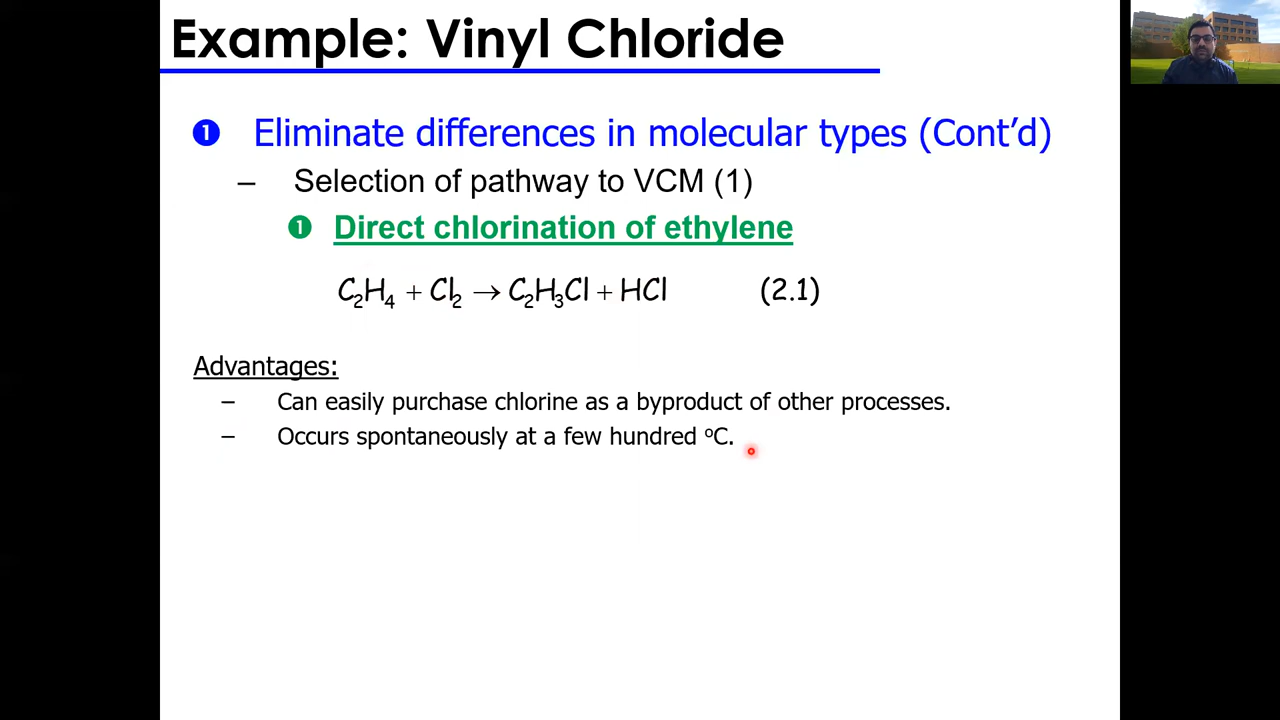 Example: Vinyl Chloride
❶ Eliminate differences in molecular types (Cont’d)
– Selection of pathway to VCM (1)
❶ Direct chlorination of ethylene
C₂H₄ + Cl₂ → C₂H₃Cl + HCl (2.1)
Advantages:
– Can easily purchase chlorine as a byproduct of other processes.
– Occurs spontaneously at a few hundred ºC.